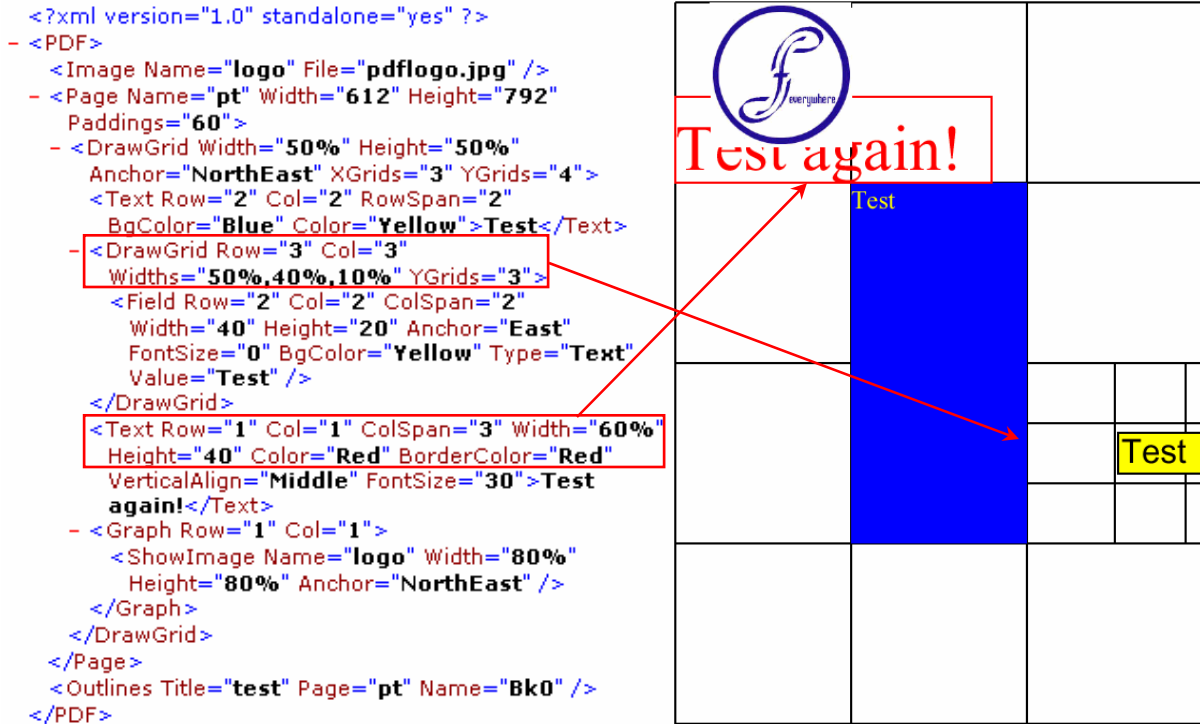 <?xml version="1.0" standalone="yes" ?>
- <PDF>
<Image Name="logo" File="pdflogo.jpg" />
- <Page Name="pt" Width="612" Height="792"
Paddings="60">
- <DrawGrid Width="50%" Height="50%"
Anchor="NorthEast" XGrids="3" YGrids="4">
<Text Row="2" Col="2" RowSpan="2"
BgColor="Blue" Color="Yellow">Test</Text>
- <DrawGrid Row="3" Col="3"
Widths="50%,40%,10%" YGrids="3">
<Field Row="2" Col="2" ColSpan="2"
Width="40" Height="20" Anchor="East"
FontSize="0" BgColor="Yellow" Type="Text"
Value="Test" />
</DrawGrid>
<Text Row="1" Col="1" ColSpan="3" Width="60%"
Height="40" Color="Red" BorderColor="Red"
VerticalAlign="Middle" FontSize="30">Test
again!</Text>
- <Graph Row="1" Col="1">
<ShowImage Name="logo" Width="80%"
Height="80%" Anchor="NorthEast" />
</Graph>
</DrawGrid>
</Page>
<Outlines Title="test" Page="pt" Name="Bk0" />
</PDF>
f
everywhere
Test again!
Test
Test